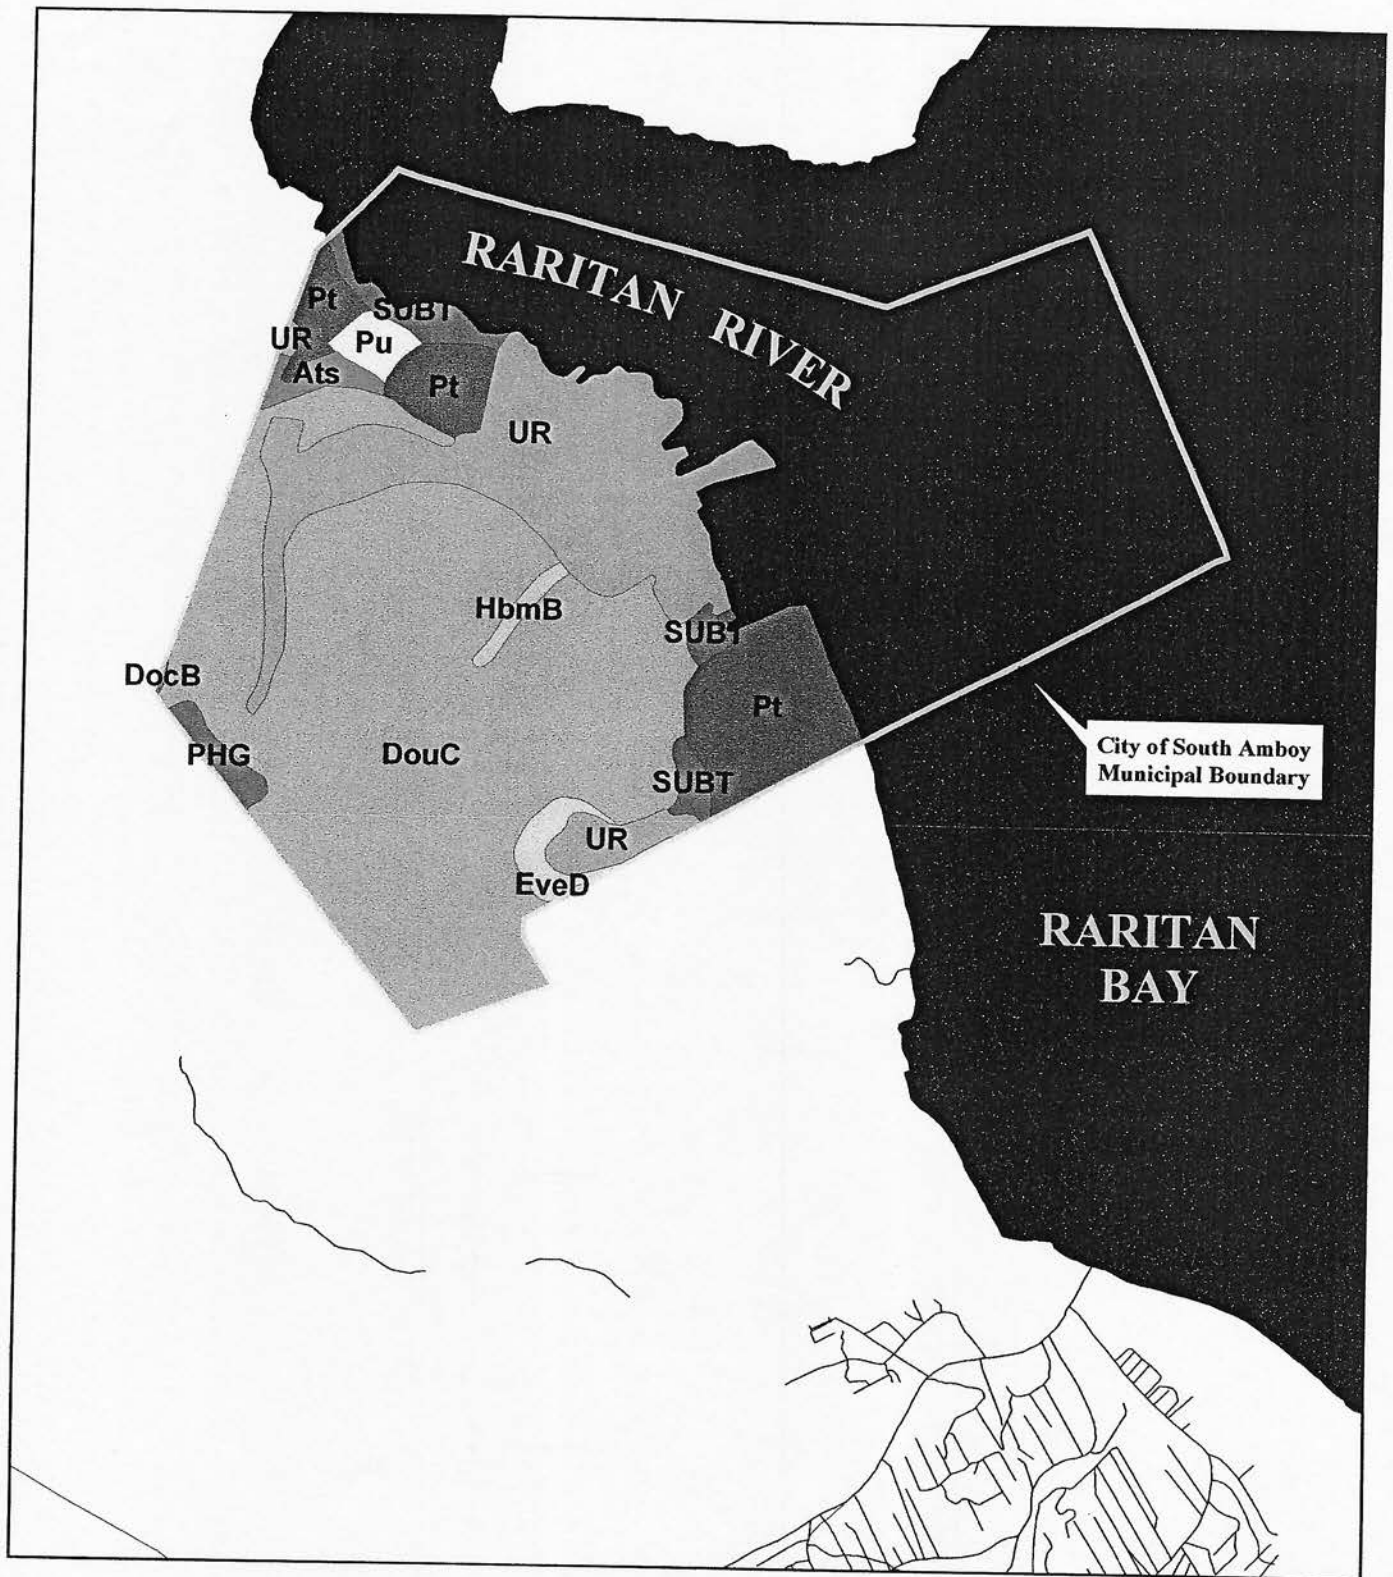 RARITAN RIVER
Pt
SUBT
UR
Pu
Ats
Pt
UR
HbmB
SUBT
DocB
Pt
PHG
DouC
City of South Amboy
Municipal Boundary
SUBT
UR
EveD
RARITAN
BAY